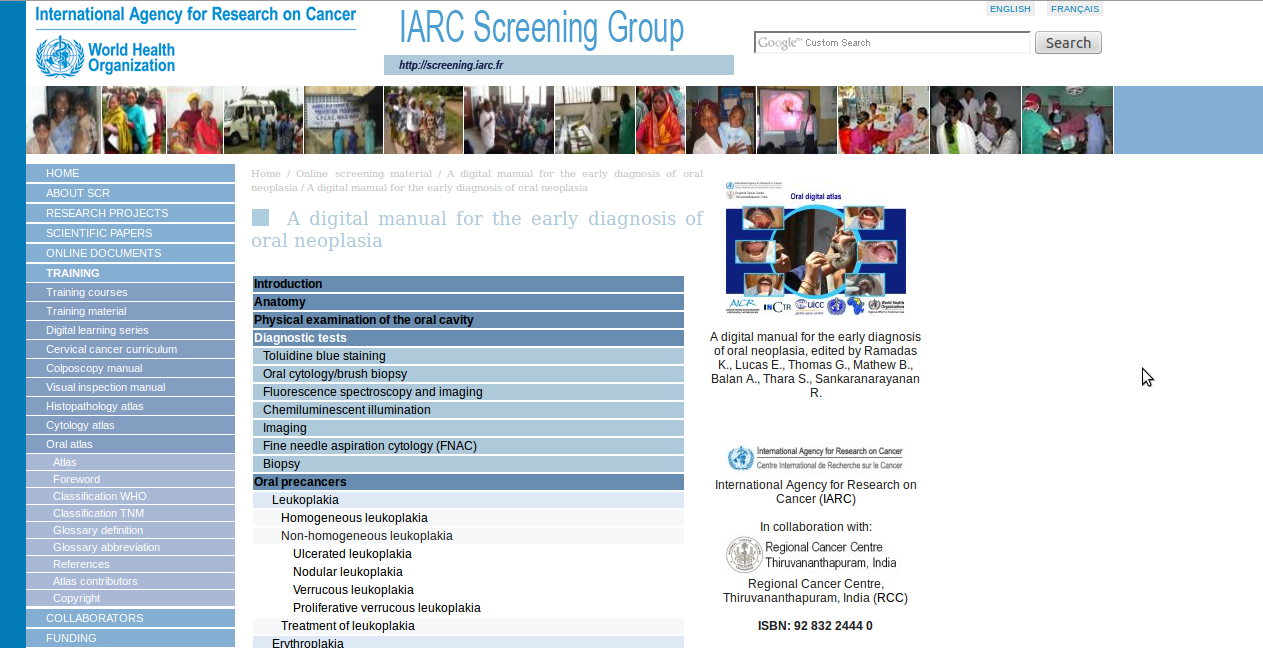 International Agency for Research on Cancer
World Health
Organization
IARC Screening Group
http://screening.iarc.fr
ENGLISH
FRANÇAIS
Google™ Custom Search
Search
HOME
ABOUT SCR
RESEARCH PROJECTS
SCIENTIFIC PAPERS
ONLINE DOCUMENTS
TRAINING
Training courses
Training material
Digital learning series
Cervical cancer curriculum
Colposcopy manual
Visual inspection manual
Histopathology atlas
Cytology atlas
Oral atlas
Atlas
Foreword
Classification WHO
Classification TNM
Glossary definition
Glossary abbreviation
References
Atlas contributors
Copyright
COLLABORATORS
FUNDING
Home / Online screening material / A digital manual for the early diagnosis of oral
neoplasia / A digital manual for the early diagnosis of oral neoplasia
A digital manual for the early diagnosis of
oral neoplasia
Introduction
Anatomy
Physical examination of the oral cavity
Diagnostic tests
Toluidine blue staining
Oral cytology/brush biopsy
Fluorescence spectroscopy and imaging
Chemiluminescent illumination
Imaging
Fine needle aspiration cytology (FNAC)
Biopsy
Oral precancers
Leukoplakia
Homogeneous leukoplakia
Non-homogeneous leukoplakia
Ulcerated leukoplakia
Nodular leukoplakia
Verrucous leukoplakia
Proliferative verrucous leukoplakia
Treatment of leukoplakia
Erythroplakia
Oral digital atlas
INCTR
UICC
A digital manual for the early diagnosis
of oral neoplasia, edited by Ramadas
K., Lucas E., Thomas G., Mathew B.,
Balan A., Thara S., Sankaranarayanan
R.
International Agency for Research on Cancer
Centre International de Recherche sur le Cancer
International Agency for Research on
Cancer (IARC)
In collaboration with:
Regional Cancer Centre
Thiruvananthapuram, India
Regional Cancer Centre,
Thiruvananthapuram, India (RCC)
ISBN: 92 832 2444 0